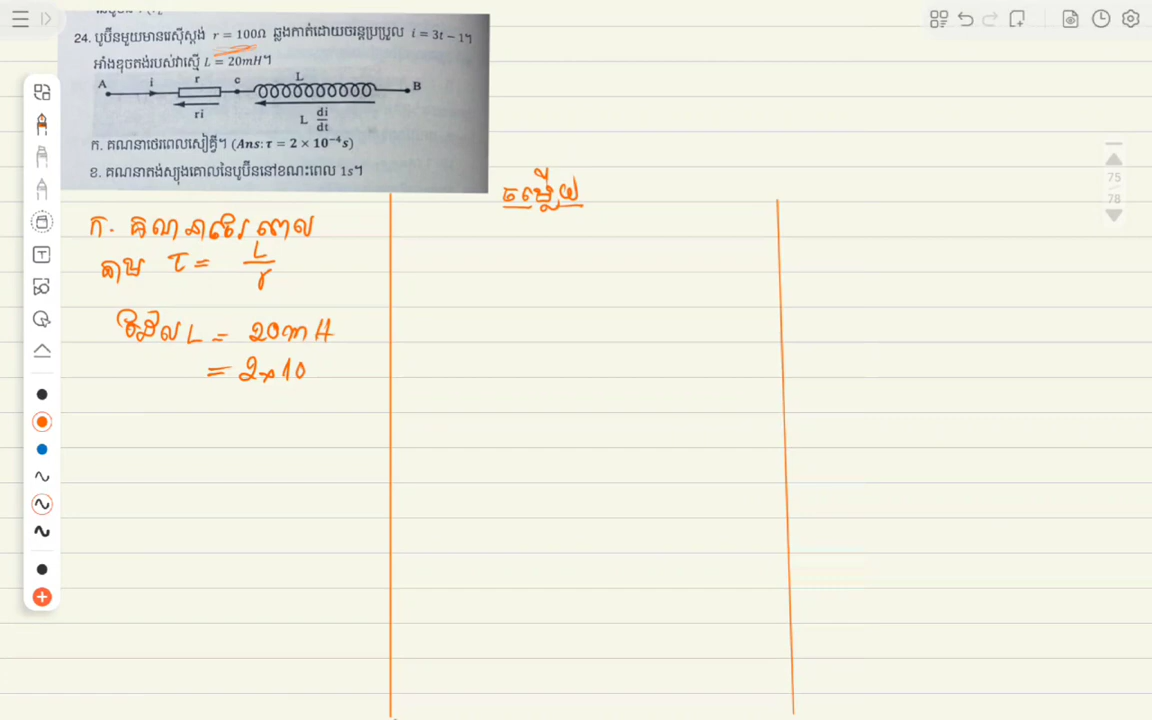 24. បូប៊ីនមួយមានរេស៊ីស្តង់ r = 100Ω ឆ្លងកាត់ដោយចរន្តប្រប្រួល i = 3t − 1។
អាំងឌុចតង់របស់វាស្មើ L = 20mH។
A i r c L B
ri L di/dt
ក. គណនាថេរពេលសៀគ្វី។ (Ans: τ = 2 × 10⁻⁴s)
ខ. គណនាតង់ស្យុងគោលនៃបូប៊ីននៅខណៈពេល 1s។
ចម្លើយ
ក. គណនាថេរពេល
តាម τ = L/r
ដែល L = 20mH
= 2×10
75
78